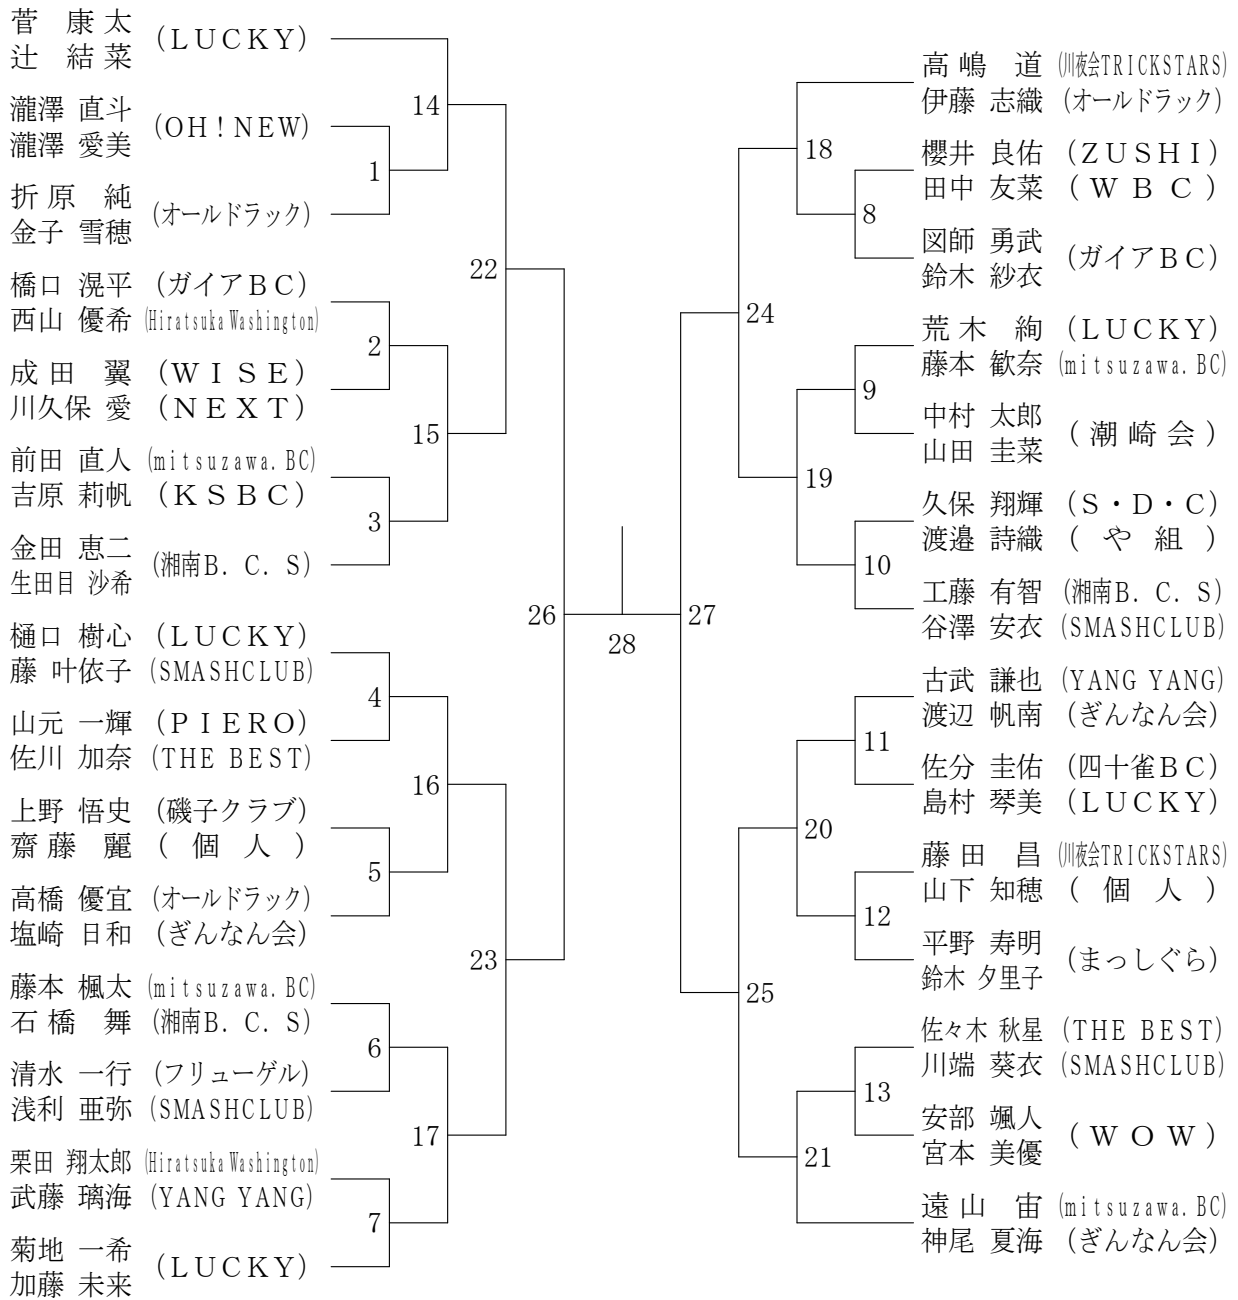 菅 康太 (LUCKY)
辻 結菜
瀧澤 直斗 (OH!NEW)
瀧澤 愛美
折原 純 (オールドラック)
金子 雪穂
橋口 滉平 (ガイアBC)
西山 優希 (Hiratsuka Washington)
成田 翼 (WISE)
川久保 愛 (NEXT)
前田 直人 (mitsuzawa.BC)
吉原 莉帆 (KSBC)
金田 恵二 (湘南B.C.S)
生田目 沙希
樋口 樹心 (LUCKY)
藤 叶依子 (SMASHCLUB)
山元 一輝 (PIERO)
佐川 加奈 (THE BEST)
上野 悟史 (磯子クラブ)
齋藤 麗 (個人)
高橋 優宜 (オールドラック)
塩崎 日和 (ぎんなん会)
藤本 楓太 (mitsuzawa.BC)
石橋 舞 (湘南B.C.S)
清水 一行 (フリューゲル)
浅利 亜弥 (SMASHCLUB)
栗田 翔太郎 (Hiratsuka Washington)
武藤 璃海 (YANG YANG)
菊地 一希 (LUCKY)
加藤 未来
14
1
22
2
15
3
26
4
16
5
23
6
17
7
28
27
18
8
24
9
19
10
11
20
12
25
13
21
高嶋 道 (川夜会TRICKSTARS)
伊藤 志織 (オールドラック)
櫻井 良佑 (ZUSHI)
田中 友菜 (WBC)
図師 勇武 (ガイアBC)
鈴木 紗衣
荒木 絢 (LUCKY)
藤本 歓奈 (mitsuzawa.BC)
中村 太郎 (潮崎会)
山田 圭菜
久保 翔輝 (S・D・C)
渡邉 詩織 (や組)
工藤 有智 (湘南B.C.S)
谷澤 安衣 (SMASHCLUB)
古武 謙也 (YANG YANG)
渡辺 帆南 (ぎんなん会)
佐分 圭佑 (四十雀BC)
島村 琴美 (LUCKY)
藤田 昌 (川夜会TRICKSTARS)
山下 知穂 (個人)
平野 寿明 (まっしぐら)
鈴木 夕里子
佐々木 秋星 (THE BEST)
川端 葵衣 (SMASHCLUB)
安部 颯人 (WOW)
宮本 美優
遠山 宙 (mitsuzawa.BC)
神尾 夏海 (ぎんなん会)